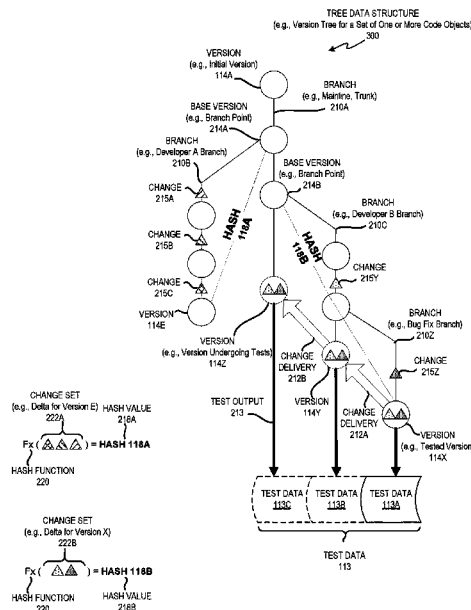 TREE DATA STRUCTURE
(e.g., Version Tree for a Set of One or More Code Objects)
300
VERSION
(e.g., Initial Version)
114A
BRANCH
(e.g., Mainline, Trunk)
210A
BASE VERSION
(e.g., Branch Point)
214A
BRANCH
(e.g., Developer A Branch)
210B
BASE VERSION
(e.g., Branch Point)
214B
CHANGE
215A
BRANCH
(e.g., Developer B Branch)
210C
HASH
118A
CHANGE
215B
HASH
118B
CHANGE
215Y
CHANGE
215C
BRANCH
(e.g., Bug Fix Branch)
210Z
VERSION
114E
VERSION
(e.g., Version Undergoing Tests)
114Z
CHANGE
DELIVERY
212B
CHANGE
215Z
VERSION
114Y
CHANGE
DELIVERY
212A
TEST OUTPUT
213
VERSION
(e.g., Tested Version)
114X
CHANGE SET
(e.g., Delta for Version E)
222A
HASH VALUE
218A
Fx ( ) = HASH 118A
HASH FUNCTION
220
TEST DATA
113C
TEST DATA
113B
TEST DATA
113A
TEST DATA
113
CHANGE SET
(e.g., Delta for Version X)
222B
Fx ( ) = HASH 118B
HASH FUNCTION
220
HASH VALUE
218B